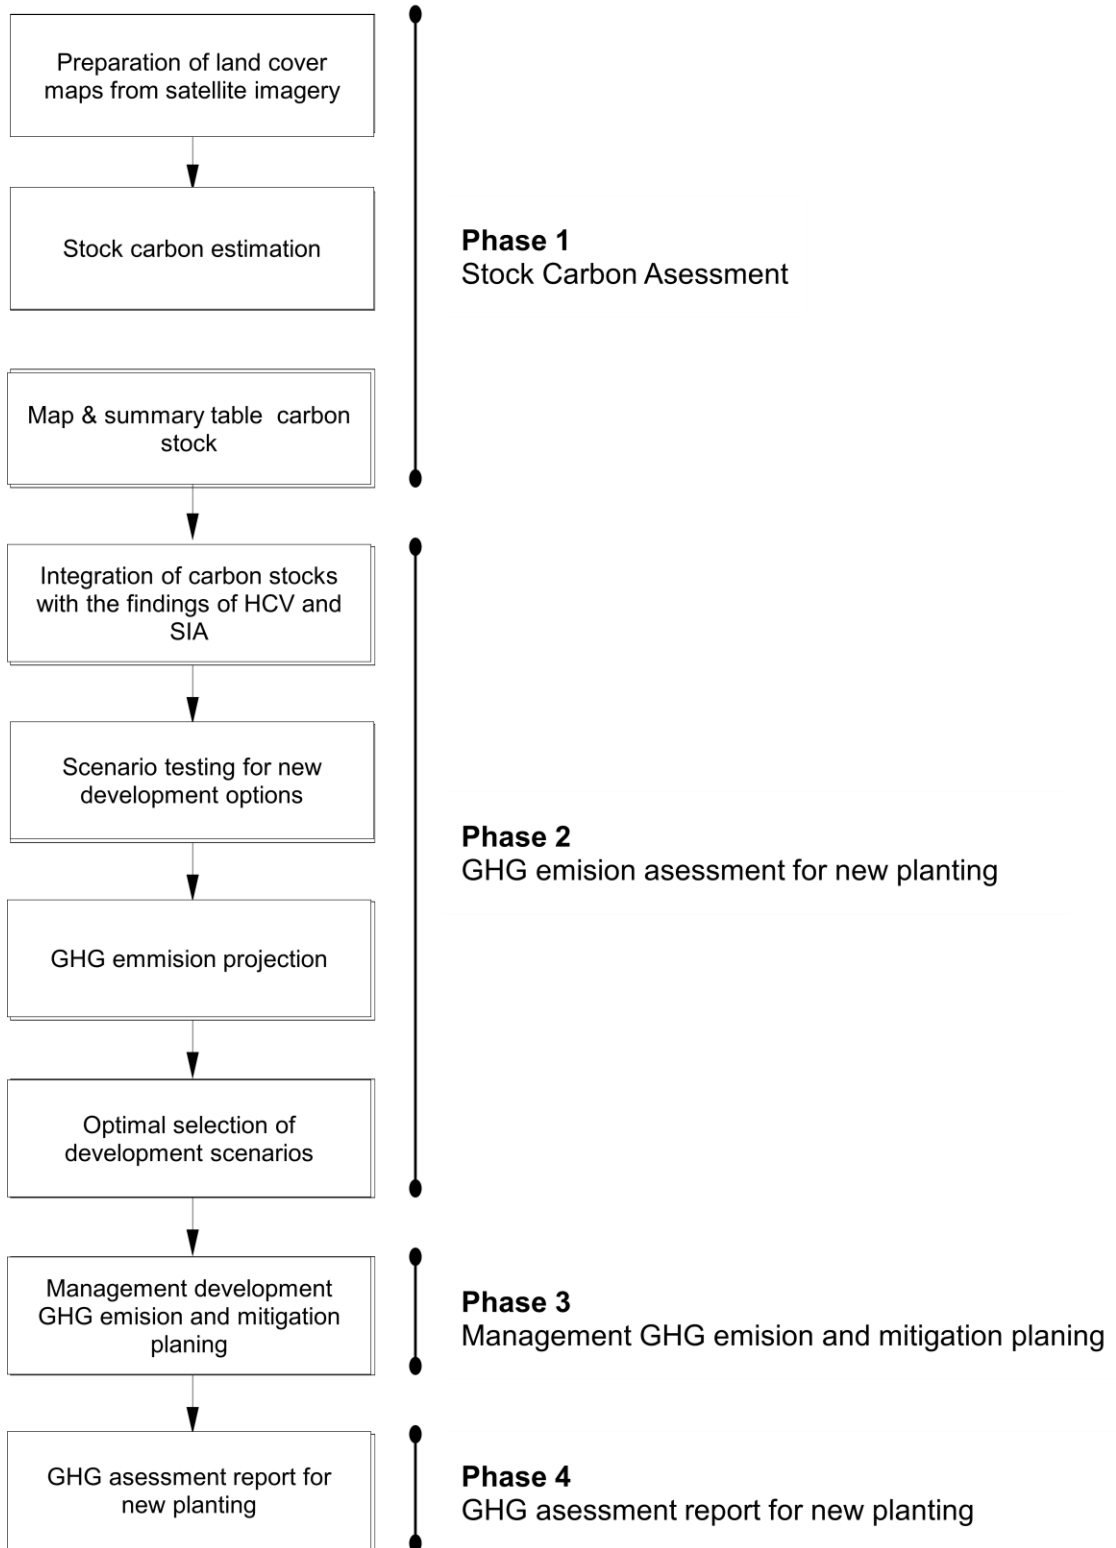 Preparation of land cover
maps from satellite imagery
Stock carbon estimation
Phase 1
Stock Carbon Asessment
Map & summary table carbon
stock
Integration of carbon stocks
with the findings of HCV and
SIA
Scenario testing for new
development options
Phase 2
GHG emision asessment for new planting
GHG emmision projection
Optimal selection of
development scenarios
Management development
GHG emision and mitigation
planing
Phase 3
Management GHG emision and mitigation planing
GHG asessment report for
new planting
Phase 4
GHG asessment report for new planting